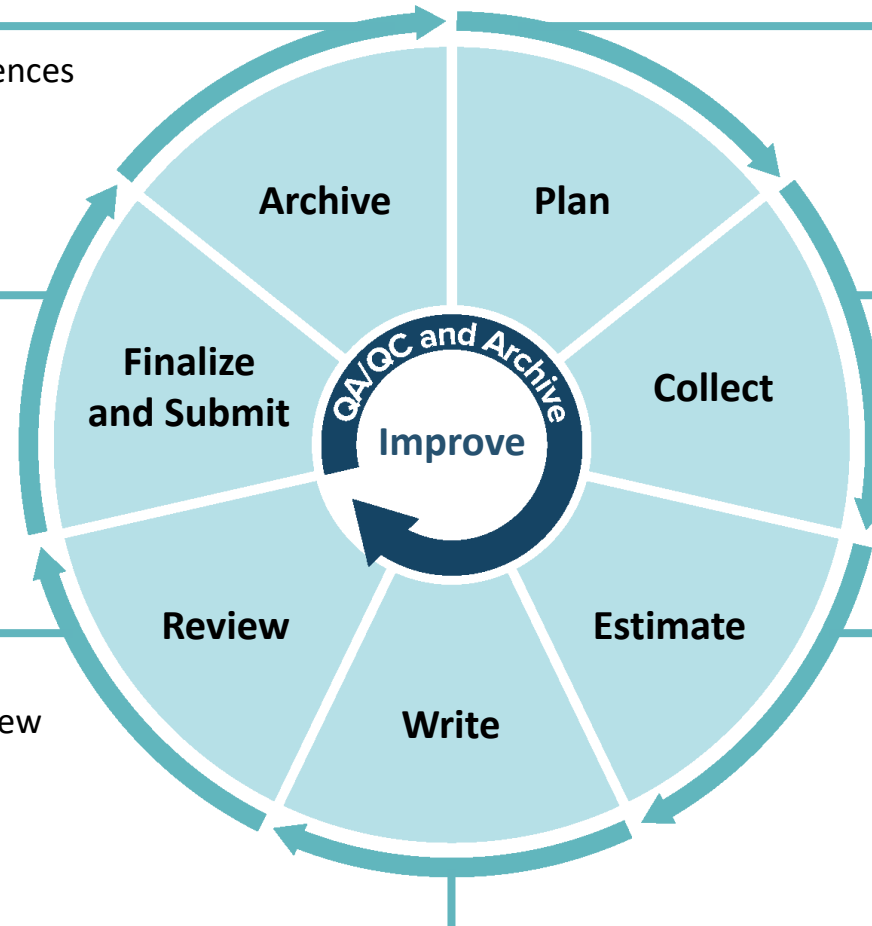 ences
Archive
Plan
Finalize
and Submit
Collect
QA/QC and Archive
Improve
Review
Estimate
ew
Write